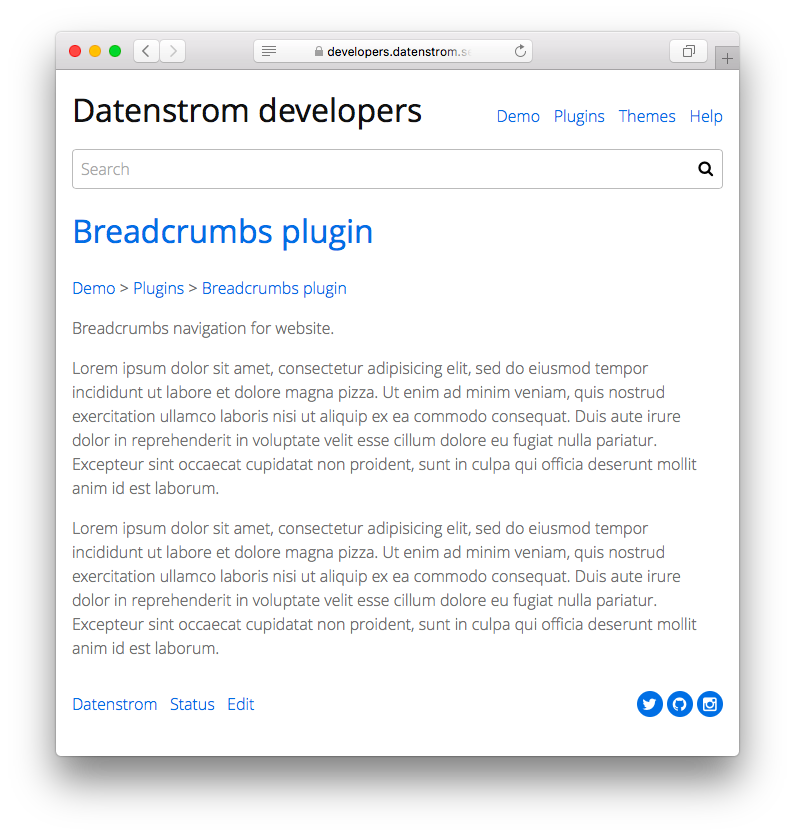 developers.datenstrom.se
Datenstrom developers
Demo Plugins Themes Help
Search
Breadcrumbs plugin
Demo > Plugins > Breadcrumbs plugin
Breadcrumbs navigation for website.
Lorem ipsum dolor sit amet, consectetur adipisicing elit, sed do eiusmod tempor
incididunt ut labore et dolore magna pizza. Ut enim ad minim veniam, quis nostrud
exercitation ullamco laboris nisi ut aliquip ex ea commodo consequat. Duis aute irure
dolor in reprehenderit in voluptate velit esse cillum dolore eu fugiat nulla pariatur.
Excepteur sint occaecat cupidatat non proident, sunt in culpa qui officia deserunt mollit
anim id est laborum.
Lorem ipsum dolor sit amet, consectetur adipisicing elit, sed do eiusmod tempor
incididunt ut labore et dolore magna pizza. Ut enim ad minim veniam, quis nostrud
exercitation ullamco laboris nisi ut aliquip ex ea commodo consequat. Duis aute irure
dolor in reprehenderit in voluptate velit esse cillum dolore eu fugiat nulla pariatur.
Excepteur sint occaecat cupidatat non proident, sunt in culpa qui officia deserunt mollit
anim id est laborum.
Datenstrom Status Edit